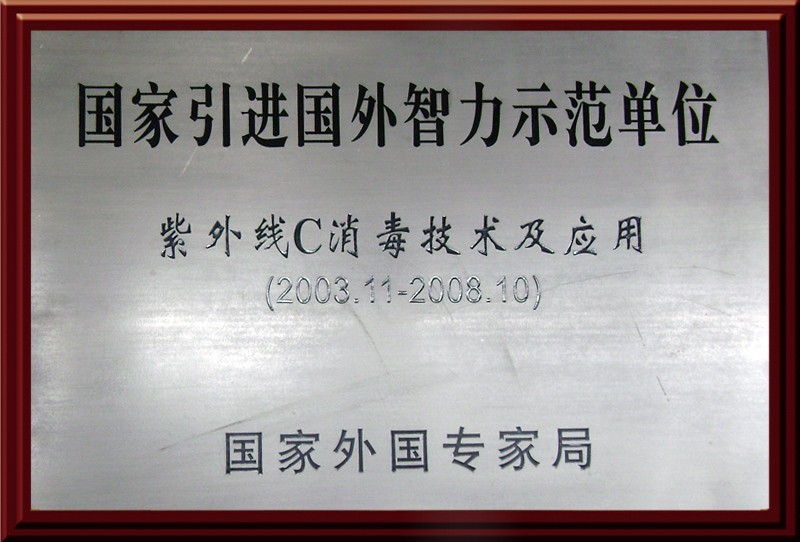 国家引进国外智力示范单位
紫外线C消毒技术及应用
(2003.11-2008.10)
国家外国专家局